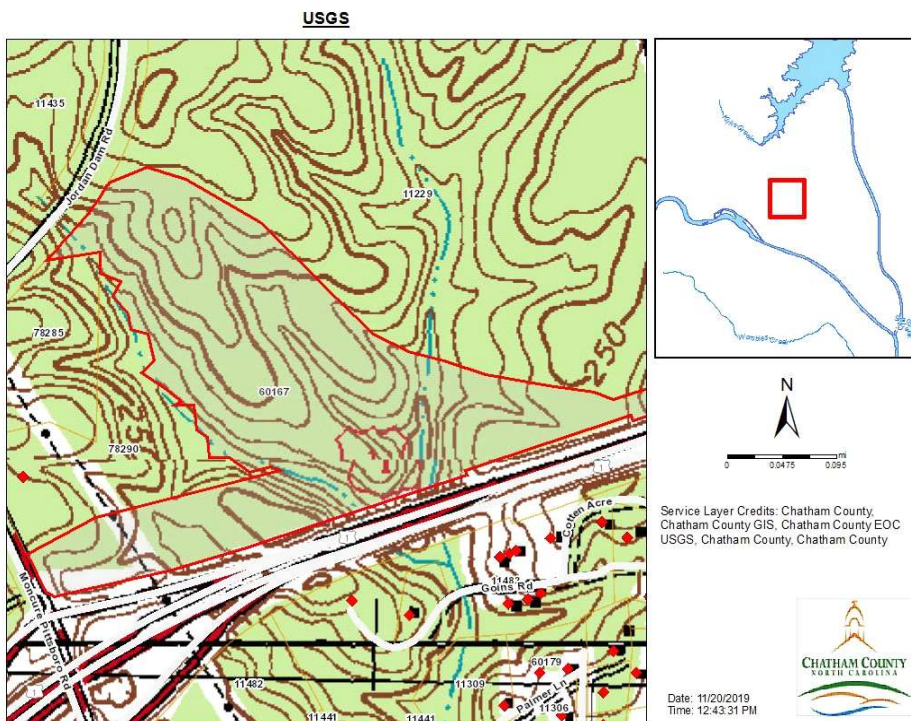 USGS
11435
Jordan Dam Rd
11229
78285
60167
250
78290
1
1
Cotten Acre
11483
Goins Rd
Moncure Pittsboro Rd
60179
11309
11482
Palmer Ln
11306
1
11441
11441
N
0 0.0475 0.095 mi
Service Layer Credits: Chatham County,
Chatham County GIS, Chatham County EOC
USGS, Chatham County, Chatham County
Date: 11/20/2019
Time: 12:43:31 PM
CHATHAM COUNTY
NORTH CAROLINA